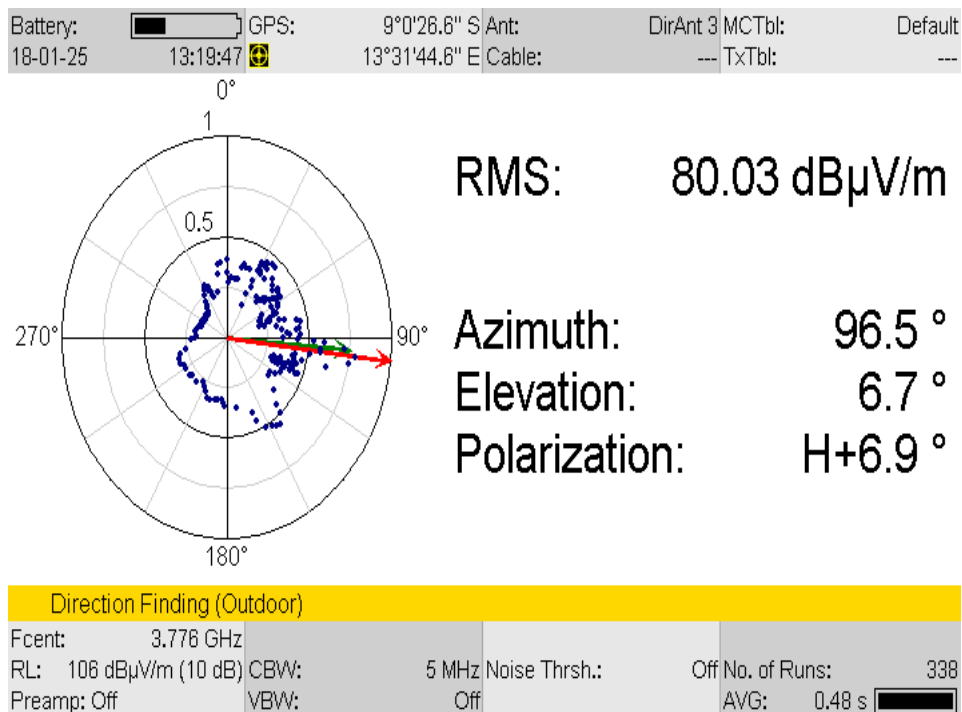 Battery: GPS: 9°0'26.6" S Ant: DirAnt 3 MCTbl: Default
18-01-25 13:19:47 13°31'44.6" E Cable: --- TxTbl: ---
0°
1
RMS: 80.03 dBµV/m
0.5
270° 90° Azimuth: 96.5 °
Elevation: 6.7 °
Polarization: H+6.9 °
180°
Direction Finding (Outdoor)
Fcent: 3.776 GHz
RL: 106 dBµV/m (10 dB) CBW: 5 MHz Noise Thrsh.: Off No. of Runs: 338
Preamp: Off VBW: Off AVG: 0.48 s